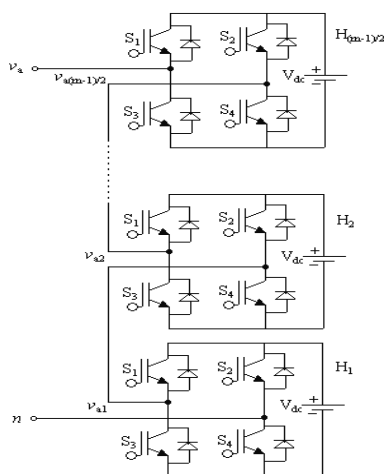 S1 S2 H(m-1)/2
va va(m-1)/2 Vdc + −
S3 S4
S1 S2 H2
va2 Vdc + −
S3 S4
S1 S2 H1
va1 Vdc + −
n
S3 S4